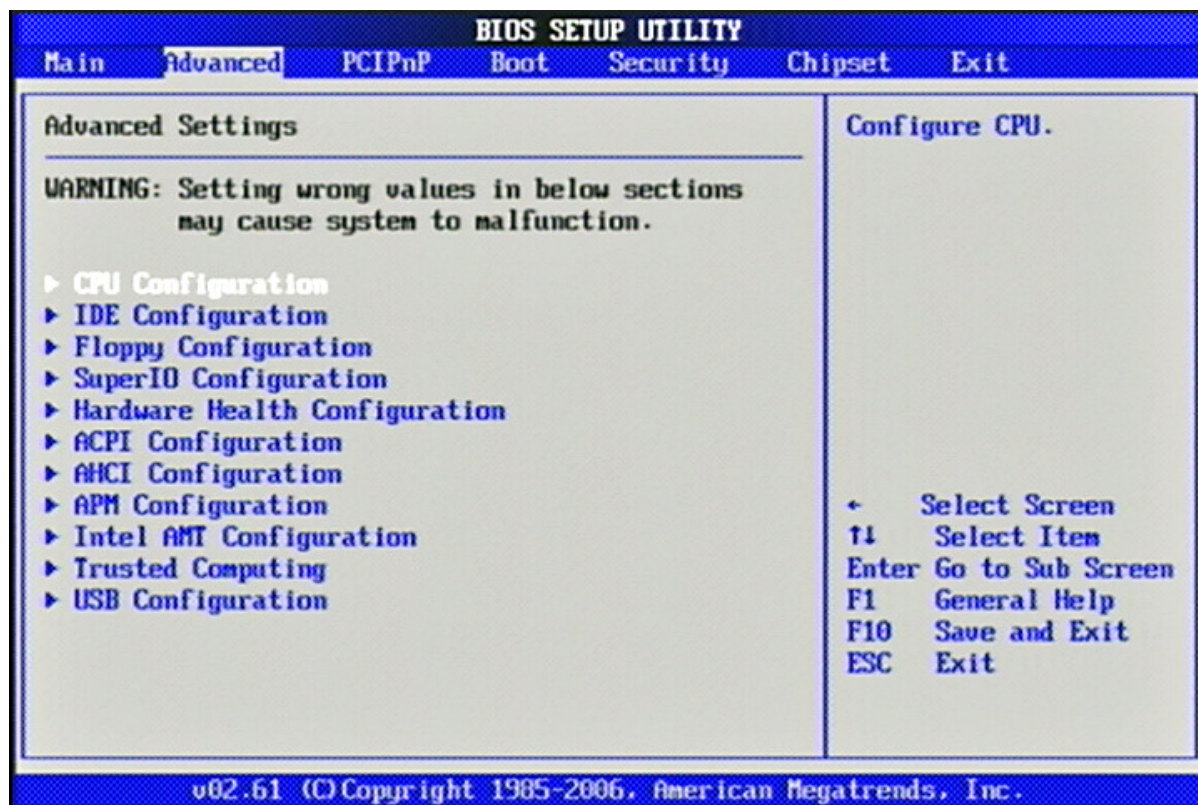 BIOS SETUP UTILITY
Main Advanced PCIPnP Boot Security Chipset Exit
Advanced Settings
WARNING: Setting wrong values in below sections
may cause system to malfunction.
▶ CPU Configuration
▶ IDE Configuration
▶ Floppy Configuration
▶ SuperIO Configuration
▶ Hardware Health Configuration
▶ ACPI Configuration
▶ AHCI Configuration
▶ APM Configuration
▶ Intel AMT Configuration
▶ Trusted Computing
▶ USB Configuration
Configure CPU.
← Select Screen
↑↓ Select Item
Enter Go to Sub Screen
F1 General Help
F10 Save and Exit
ESC Exit
v02.61 (C)Copyright 1985-2006, American Megatrends, Inc.